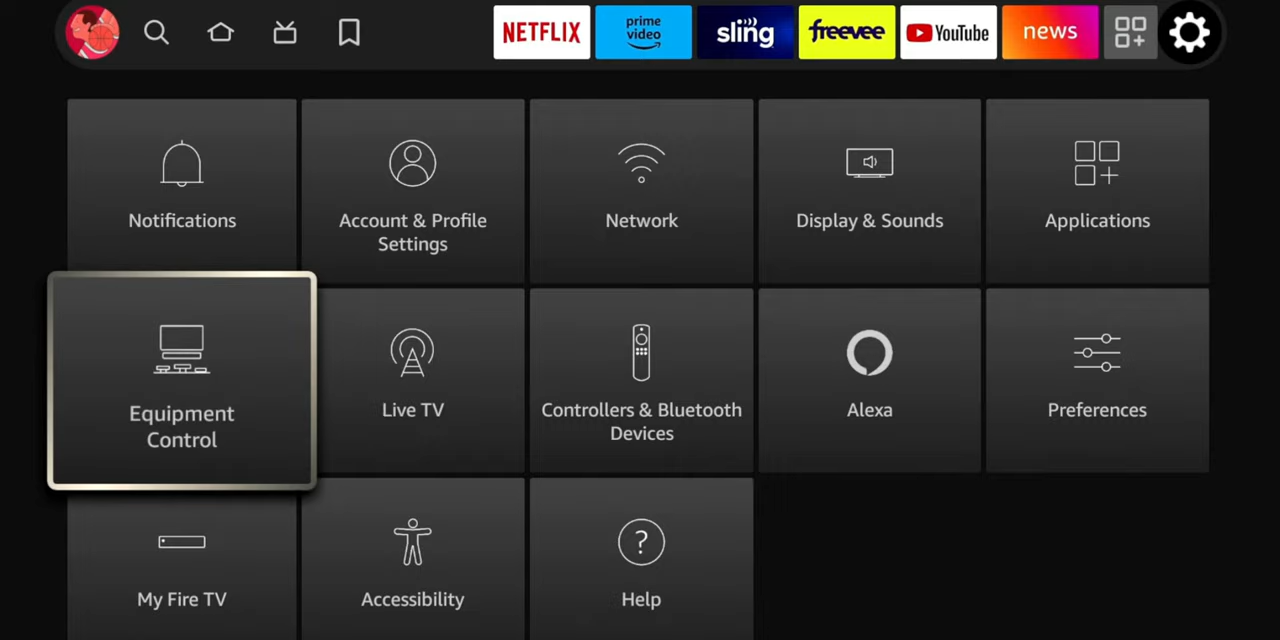 NETFLIX
prime
video
sling
freevee
YouTube
news
Notifications
Account & Profile
Settings
Network
Display & Sounds
Applications
Equipment
Control
Live TV
Controllers & Bluetooth
Devices
Alexa
Preferences
My Fire TV
Accessibility
?
Help